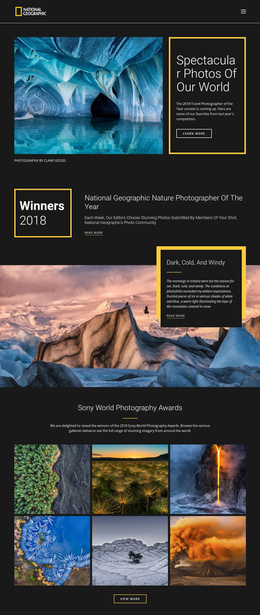 NATIONAL
GEOGRAPHIC
Spectacula
r Photos Of
Our World
The 2018 Travel Photographer of the
Year contest is coming up. Here are
some of our favorites from last year's
competition.
LEARN MORE
PHOTOGRAPHY BY CLANE GESSEL
Winners
2018
National Geographic Nature Photographer Of The
Year
Each Week, Our Editors Choose Stunning Photos Submitted By Members Of Your Shot,
National Geographic's Photo Community.
READ MORE
Dark, Cold, And Windy
The mornings in Iceland were not the easiest for
me. Dark, cold, and windy. The conditions at
Jökulsárlón exceeded my wildest expectations.
Puzzled pieces of ice in various shades of white
and blue, a warm light illuminating the tops of
the mountains covered in snow.
READ MORE
Sony World Photography Awards
We are delighted to reveal the winners of the 2018 Sony World Photography Awards. Browse the various
galleries below to see the full range of stunning imagery from around the world.
VIEW MORE